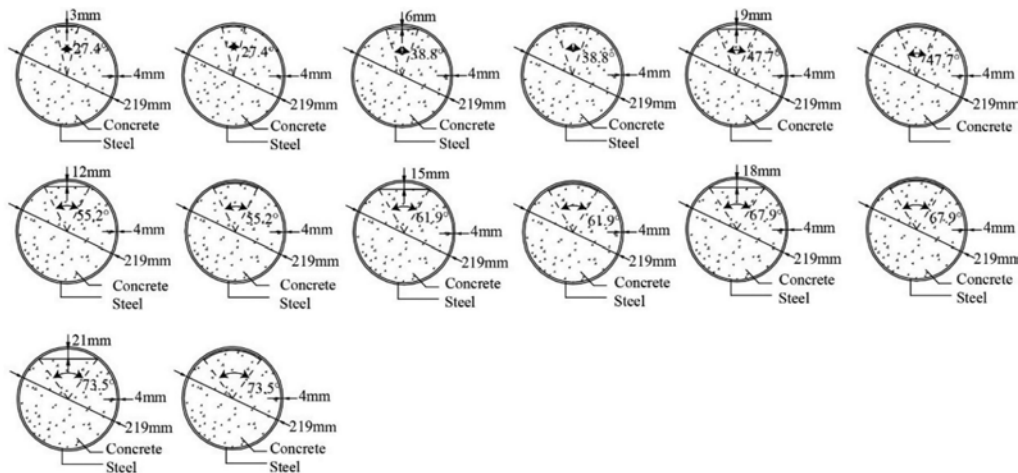 3mm
27.4°
4mm
219mm
Concrete
Steel
27.4°
4mm
219mm
Concrete
Steel
6mm
38.8°
4mm
219mm
Concrete
Steel
38.8°
4mm
219mm
Concrete
Steel
9mm
47.7°
4mm
219mm
Concrete
47.7°
4mm
219mm
Concrete
12mm
55.2°
4mm
219mm
Concrete
Steel
55.2°
4mm
219mm
Concrete
Steel
15mm
61.9°
4mm
219mm
Concrete
Steel
61.9°
4mm
219mm
Concrete
Steel
18mm
67.9°
4mm
219mm
Concrete
Steel
67.9°
4mm
219mm
Concrete
Steel
21mm
73.5°
4mm
219mm
Concrete
Steel
73.5°
4mm
219mm
Concrete
Steel